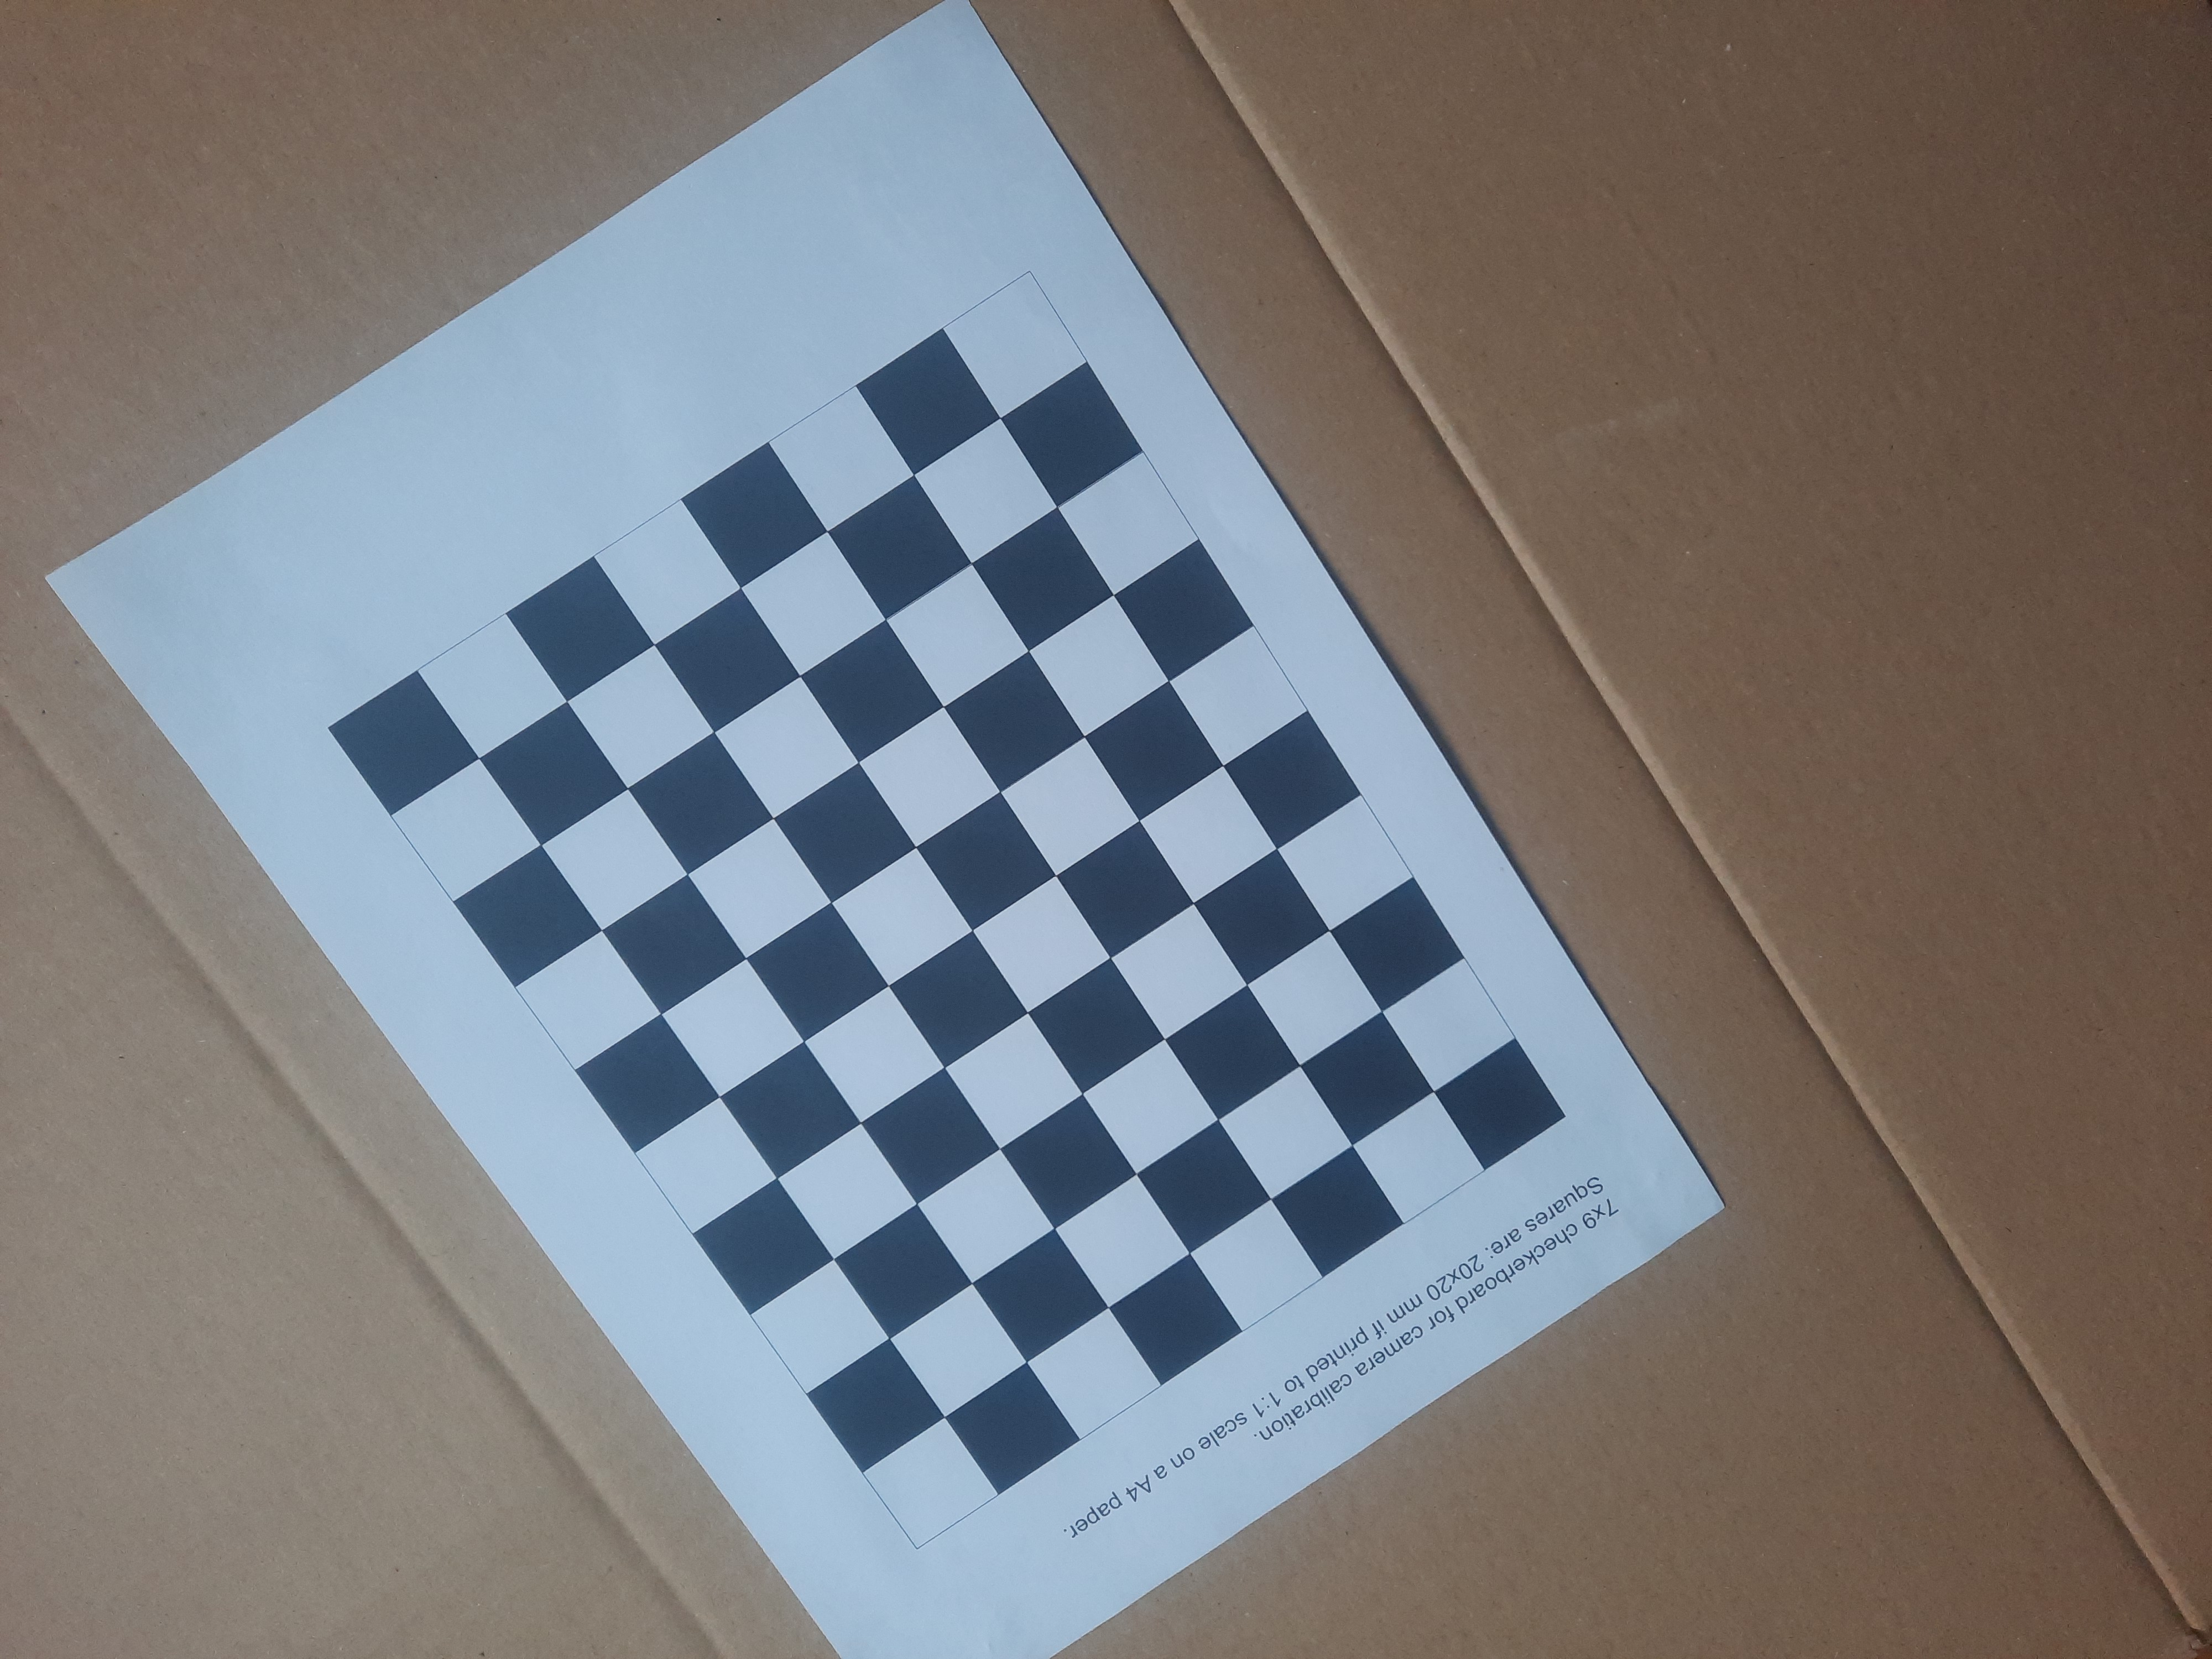 7x9 checkerboard for camera calibration.
Squares are: 20x20 mm if printed to 1:1 scale on a A4 paper.